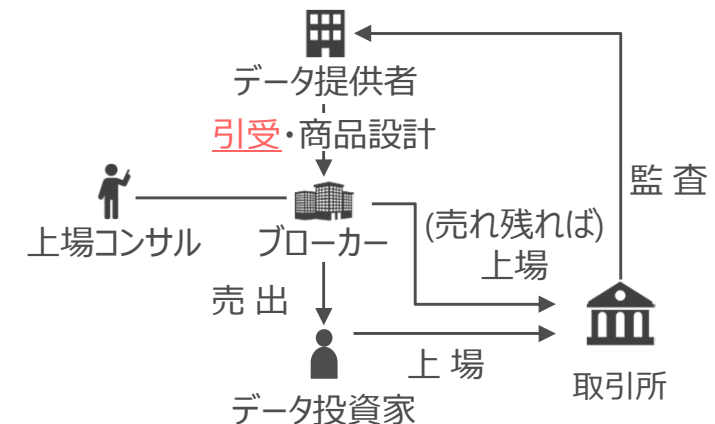 データ提供者
引受・商品設計
監 査
上場コンサル
ブローカー
(売れ残れば)
上場
売 出
上 場
取引所
データ投資家